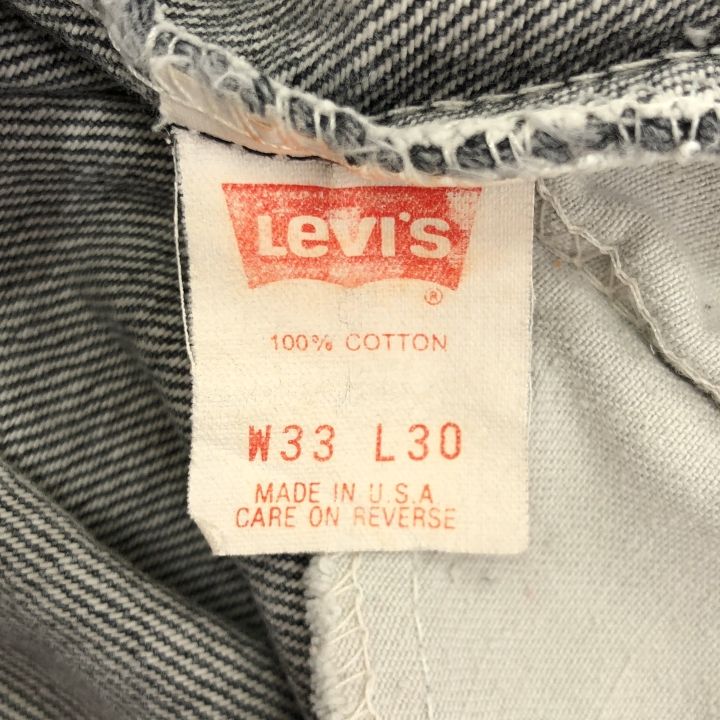 Levi's
®
100% COTTON
W33 L30
MADE IN U.S.A
CARE ON REVERSE